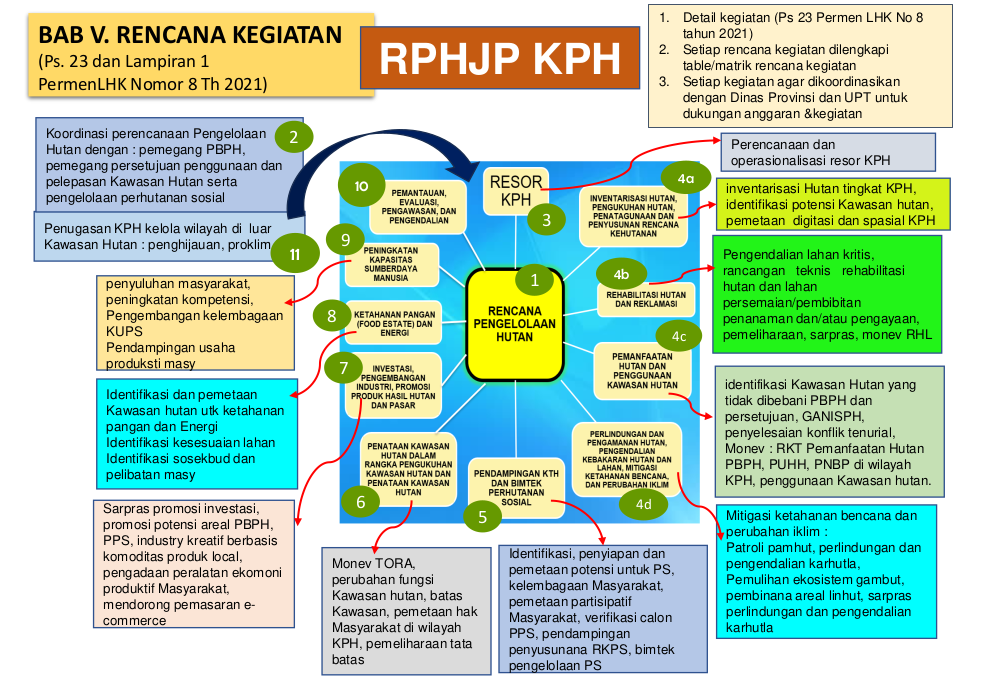 BAB V. RENCANA KEGIATAN
(Ps. 23 dan Lampiran 1
PermenLHK Nomor 8 Th 2021)
RPHJP KPH
1. Detail kegiatan (Ps 23 Permen LHK No 8
tahun 2021)
2. Setiap rencana kegiatan dilengkapi
table/matrik rencana kegiatan
3. Setiap kegiatan agar dikoordinasikan
dengan Dinas Provinsi dan UPT untuk
dukungan anggaran &kegiatan
Koordinasi perencanaan Pengelolaan
Hutan dengan : pemegang PBPH,
pemegang persetujuan penggunan dan
pelepasan Kawasan Hutan serta
pengelolaan perhutanan sosial
2
Penugasan KPH kelola wilayah di luar
Kawasan Hutan : penghijauan, proklim
11
penyuluhan masyarakat,
peningkatan kompetensi,
Pengembangan kelembagaan
KUPS
Pendampingan usaha
produksti masy
Identifikasi dan pemetaan
Kawasan hutan utk ketahanan
pangan dan Energi
Identifikasi kesesuaian lahan
Identifikasi sosekbud dan
pelibatan masy
Sarpras promosi investasi,
promosi potensi areal PBPH,
PPS, industry kreatif berbasis
komoditas produk local,
pengadaan peralatan ekomoni
produktif Masyarakat,
mendorong pemasaran e-
commerce
10
PEMANTAUAN,
EVALUASI,
PENGAWASAN, DAN
PENGENDALIAN
9
PENINGKATAN
KAPASITAS
SUMBERDAYA
MANUSIA
8
KETAHANAN PANGAN
(FOOD ESTATE) DAN
ENERGI
7
INVESTASI,
PENGEMBANGAN
INDUSTRI, PROMOSI
PRODUK HASIL HUTAN
DAN PASAR
PENATAAN KAWASAN
HUTAN DALAM
RANGKA PENGUKUHAN
KAWASAN HUTAN DAN
PENATAAN KAWASAN
HUTAN
6
RESOR
KPH
3
1
RENCANA
PENGELOLAAN
HUTAN
PENDAMPINGAN KTH
DAN BIMTEK
PERHUTANAN
SOSIAL
5
4a
INVENTARISASI HUTAN,
PENGUKUHAN HUTAN,
PENATAGUNAAN DAN
PENYUSUNAN RENCANA
KEHUTANAN
4b
REHABILITASI HUTAN
DAN REKLAMASI
4c
PEMANFAATAN
HUTAN DAN
PENGGUNAAN
KAWASAN HUTAN
PERLINDUNGAN DAN
PENGAMANAN HUTAN,
PENGENDALIAN
KEBAKARAN HUTAN DAN
LAHAN, MITIGASI
KETAHANAN BENCANA,
DAN PERUBAHAN IKLIM
4d
Perencanaan dan
operasionalisasi resor KPH
inventarisasi Hutan tingkat KPH,
identifikasi potensi Kawasan hutan,
pemetaan digitasi dan spasial KPH
Pengendalian lahan kritis,
rancangan teknis rehabilitasi
hutan dan lahan
persemaian/pembibitan
penanaman dan/atau pengayaan,
pemeliharaan, sarpras, monev RHL
identifikasi Kawasan Hutan yang
tidak dibebani PBPH dan
persetujuan, GANISPH,
penyelesaian konflik tenurial,
Monev : RKT Pemanfaatan Hutan
PBPH, PUHH, PNBP di wilayah
KPH, penggunaan Kawasan hutan.
Mitigasi ketahanan bencana dan
perubahan iklim :
Patroli pamhut, perlindungan dan
pengendalian karhutla,
Pemulihan ekosistem gambut,
pembinana areal linhut, sarpras
perlindungan dan pengendalian
karhutla
Monev TORA,
perubahan fungsi
Kawasan hutan, batas
Kawasan, pemetaan hak
Masyarakat di wilayah
KPH, pemeliharaan tata
batas
Identifikasi, penyiapan dan
pemetaan potensi untuk PS,
kelembagaan Masyarakat,
pemetaan partisipatif
Masyarakat, verifikasi calon
PPS, pendampingan
penyusunana RKPS, bimtek
pengelolaan PS